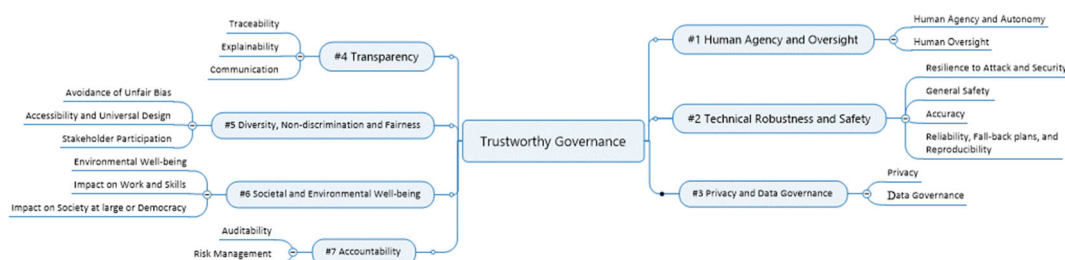 Trustworthy Governance
#1 Human Agency and Oversight
Human Agency and Autonomy
Human Oversight
#2 Technical Robustness and Safety
Resilience to Attack and Security
General Safety
Accuracy
Reliability, Fall-back plans, and
Reproducibility
#3 Privacy and Data Governance
Privacy
Data Governance
#4 Transparency
Traceability
Explainability
Communication
#5 Diversity, Non-discrimination and Fairness
Avoidance of Unfair Bias
Accessibility and Universal Design
Stakeholder Participation
#6 Societal and Environmental Well-being
Environmental Well-being
Impact on Work and Skills
Impact on Society at large or Democracy
#7 Accountability
Auditability
Risk Management